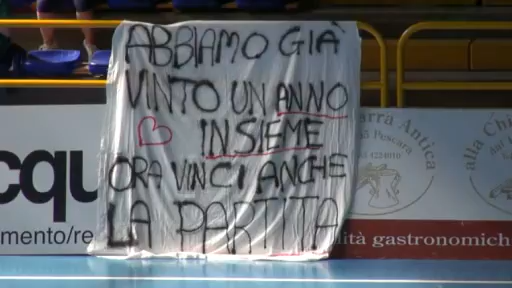 ABBIAMO GIÀ
VINTO UN ANNO
INSIEME
ORA VINCI ANCHE
LA PARTITA
cqu
mento/re
rra Antica
Pescara
alla Chi
lità gastronomich